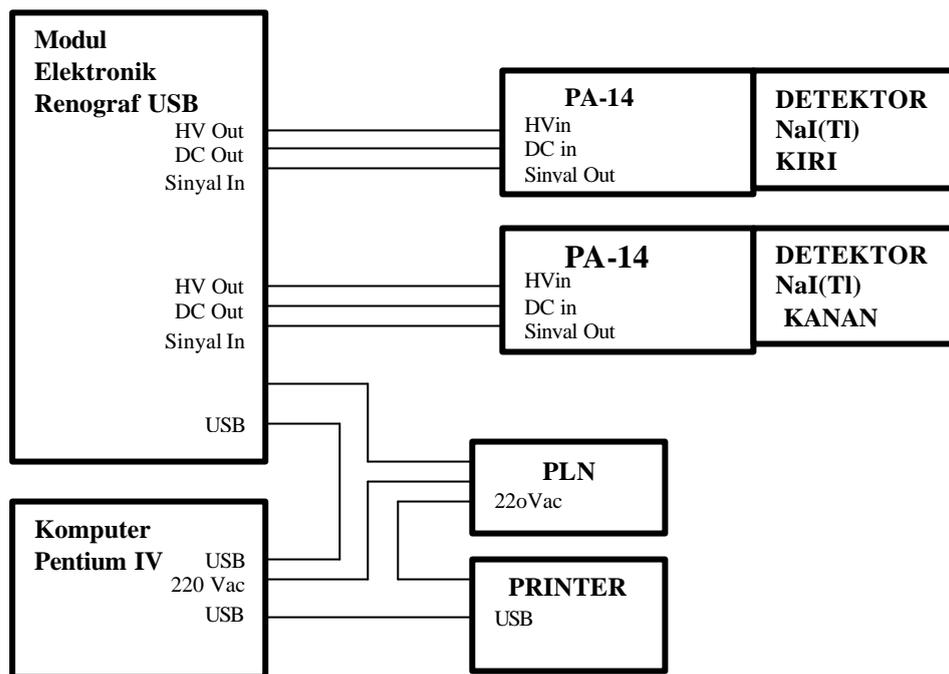 Modul
Elektronik
Renograf USB
HV Out
DC Out
Sinyal In
HV Out
DC Out
Sinyal In
USB
PA-14
HVin
DC in
Sinyal Out
DETEKTOR
NaI(Tl)
KIRI
PA-14
HVin
DC in
Sinyal Out
DETEKTOR
NaI(Tl)
KANAN
PLN
22oVac
Komputer
Pentium IV
USB
220 Vac
USB
PRINTER
USB